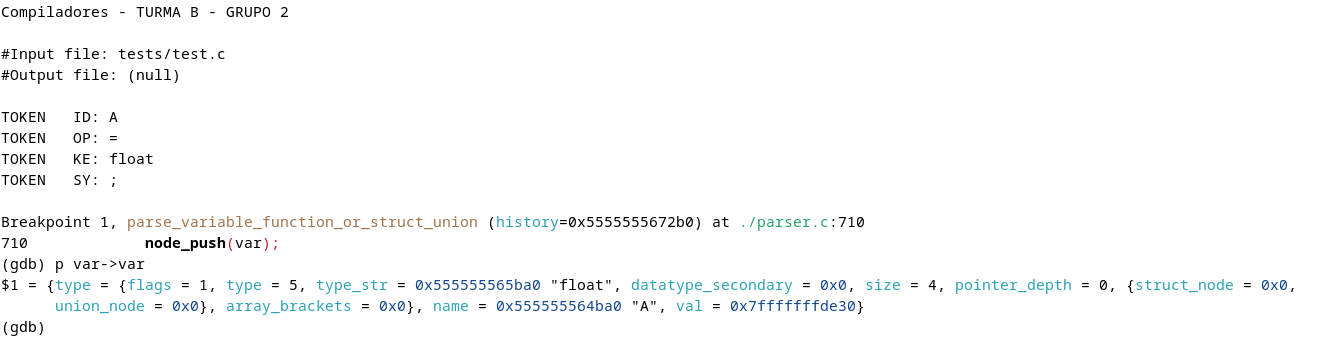 Compiladores - TURMA B - GRUPO 2
#Input file: tests/test.c
#Output file: (null)
TOKEN   ID: A
TOKEN   OP: =
TOKEN   KE: float
TOKEN   SY: ;
Breakpoint 1, parse_variable_function_or_struct_union (history=0x5555555672b0) at ./parser.c:710
710             node_push(var);
(gdb) p var->var
$1 = {type = {flags = 1, type = 5, type_str = 0x555555565ba0 "float", datatype_secondary = 0x0, size = 4, pointer_depth = 0, {struct_node = 0x0,
      union_node = 0x0}, array_brackets = 0x0}, name = 0x555555564ba0 "A", val = 0x7fffffffde30}
(gdb)